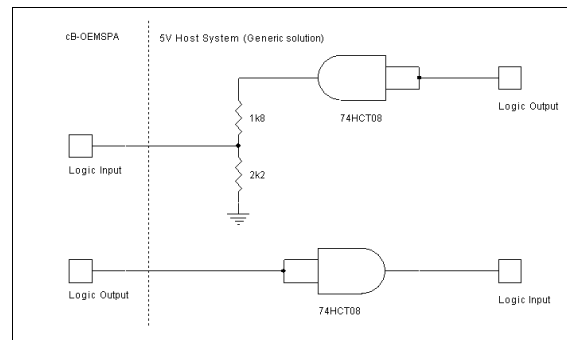 cB-OEMSPA
5V Host System (Generic solution)
1k8
74HCT08
Logic Output
Logic Input
2k2
Logic Output
74HCT08
Logic Input